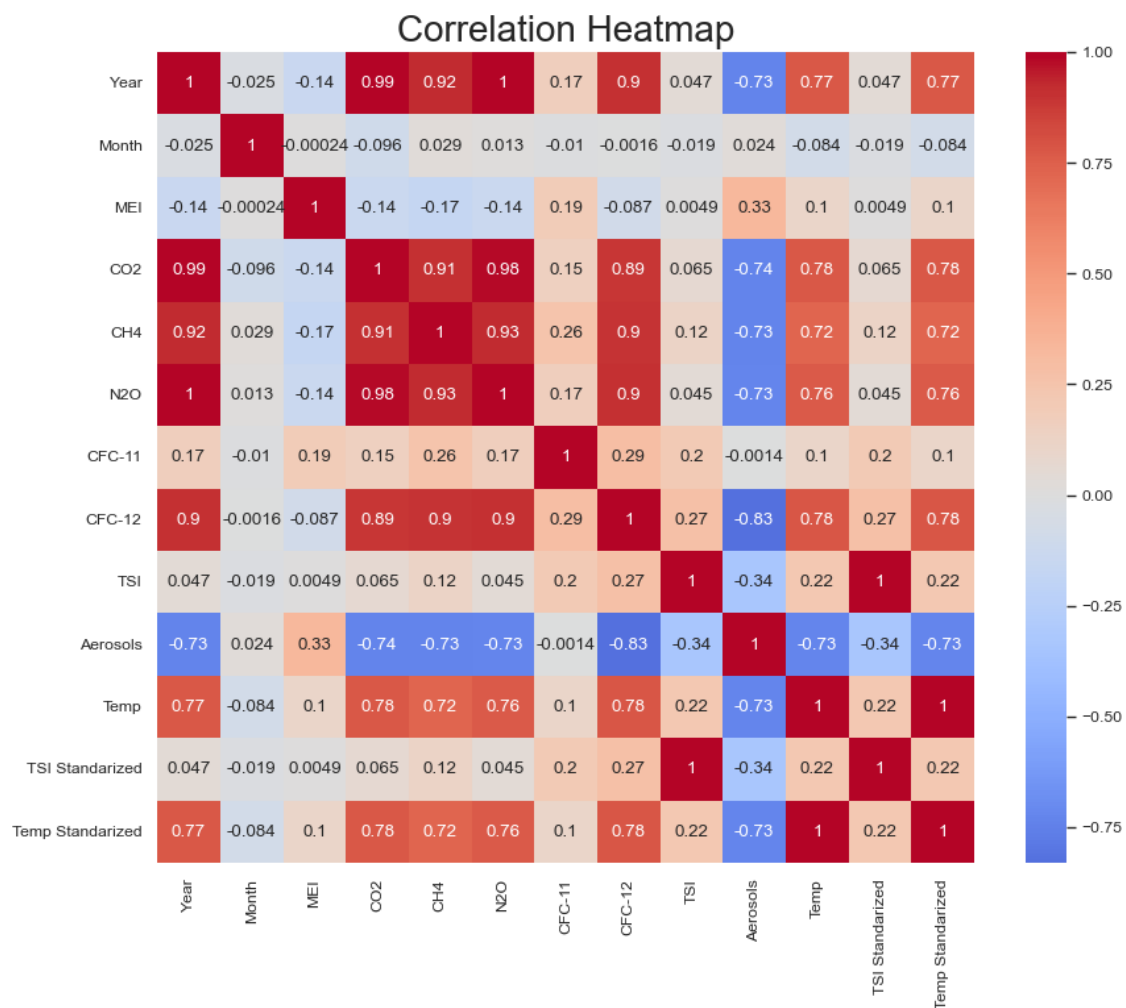 Correlation Heatmap
Year 1 -0.025 -0.14 0.99 0.92 1 0.17 0.9 0.047 -0.73 0.77 0.047 0.77
Month -0.025 1 -0.00024 -0.096 0.029 0.013 -0.01 -0.0016 -0.019 0.024 -0.084 -0.019 -0.084
MEI -0.14 -0.00024 1 -0.14 -0.17 -0.14 0.19 -0.087 0.0049 0.33 0.1 0.0049 0.1
CO2 0.99 -0.096 -0.14 1 0.91 0.98 0.15 0.89 0.065 -0.74 0.78 0.065 0.78
CH4 0.92 0.029 -0.17 0.91 1 0.93 0.26 0.9 0.12 -0.73 0.72 0.12 0.72
N2O 1 0.013 -0.14 0.98 0.93 1 0.17 0.9 0.045 -0.73 0.76 0.045 0.76
CFC-11 0.17 -0.01 0.19 0.15 0.26 0.17 1 0.29 0.2 -0.0014 0.1 0.2 0.1
CFC-12 0.9 -0.0016 -0.087 0.89 0.9 0.9 0.29 1 0.27 -0.83 0.78 0.27 0.78
TSI 0.047 -0.019 0.0049 0.065 0.12 0.045 0.2 0.27 1 -0.34 0.22 1 0.22
Aerosols -0.73 0.024 0.33 -0.74 -0.73 -0.73 -0.0014 -0.83 -0.34 1 -0.73 -0.34 -0.73
Temp 0.77 -0.084 0.1 0.78 0.72 0.76 0.1 0.78 0.22 -0.73 1 0.22 1
TSI Standarized 0.047 -0.019 0.0049 0.065 0.12 0.045 0.2 0.27 1 -0.34 0.22 1 0.22
Temp Standarized 0.77 -0.084 0.1 0.78 0.72 0.76 0.1 0.78 0.22 -0.73 1 0.22 1
Year Month MEI CO2 CH4 N2O CFC-11 CFC-12 TSI Aerosols Temp TSI Standarized Temp Standarized
1.00
0.75
0.50
0.25
0.00
−0.25
−0.50
−0.75